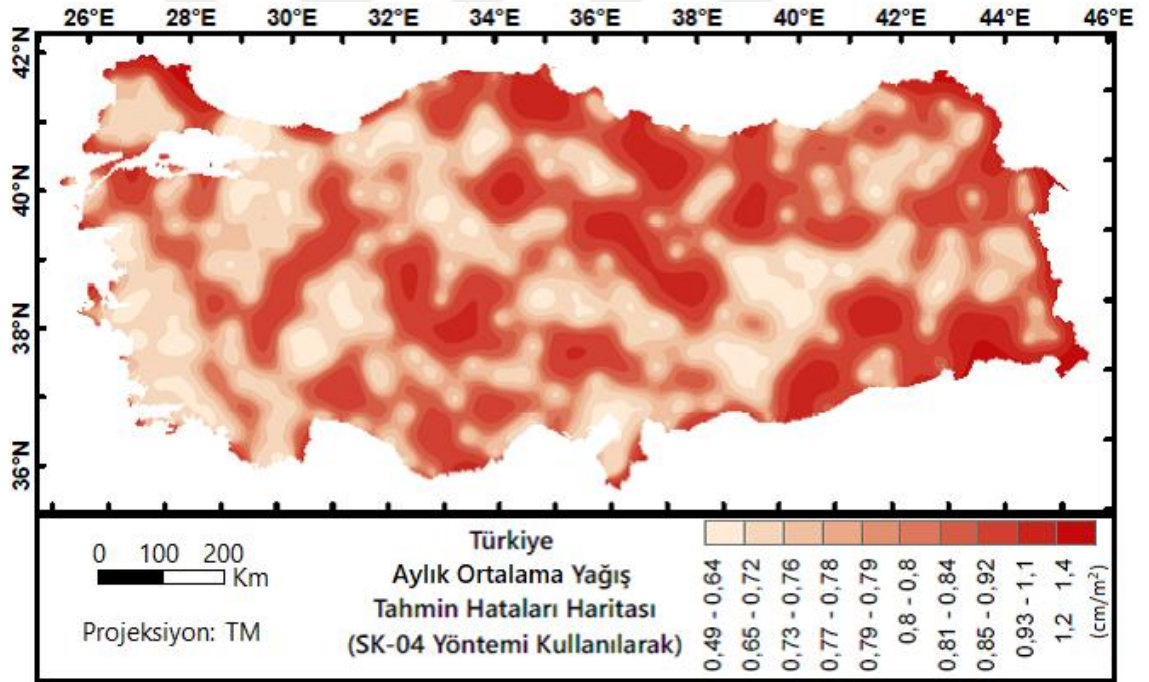 26°E 28°E 30°E 32°E 34°E 36°E 38°E 40°E 42°E 44°E 46°E
42°N
40°N
38°N
36°N
0 100 200
Km
Projeksiyon: TM
Türkiye
Aylık Ortalama Yağış
Tahmin Hataları Haritası
(SK-04 Yöntemi Kullanılarak)
0,49 - 0,64
0,65 - 0,72
0,73 - 0,76
0,77 - 0,78
0,79 - 0,79
0,8 - 0,8
0,81 - 0,84
0,85 - 0,92
0,93 - 1,1
1,2 1,4
(cm/m²)